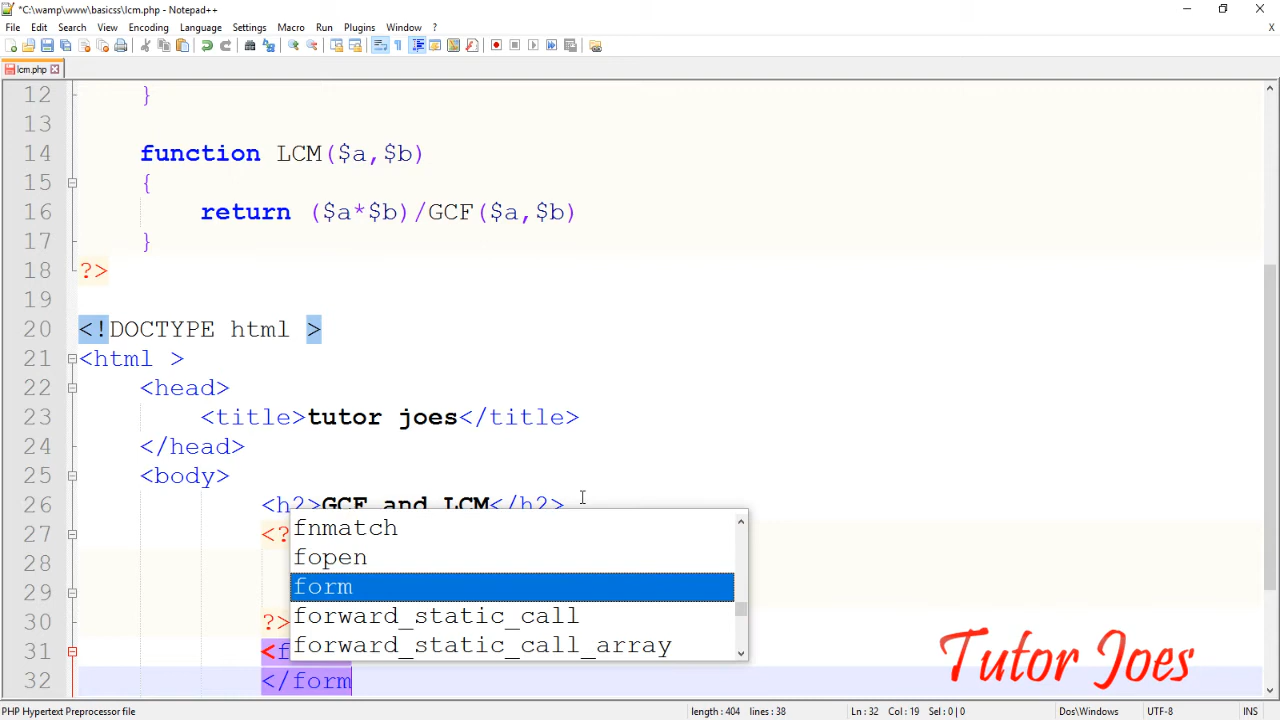 *C:\wamp\www\basicss\lcm.php - Notepad++
File Edit Search View Encoding Language Settings Macro Run Plugins Window ?
X
lcm.php
12 }
13
14 function LCM($a,$b)
15 {
16 return ($a*$b)/GCF($a,$b)
17 }
18 ?>
19
20 <!DOCTYPE html >
21 <html >
22 <head>
23 <title>tutor joes</title>
24 </head>
25 <body>
26 <h2>GCF and LCM</h2>
27 <?
fnmatch
28
fopen
29
form
30 ?>
forward_static_call
31 <f
forward_static_call_array
32 </form
Tutor Joes
PHP Hypertext Preprocessor file length : 404 lines : 38 Ln : 32 Col : 19 Sel : 0 | 0 Dos\Windows UTF-8 INS